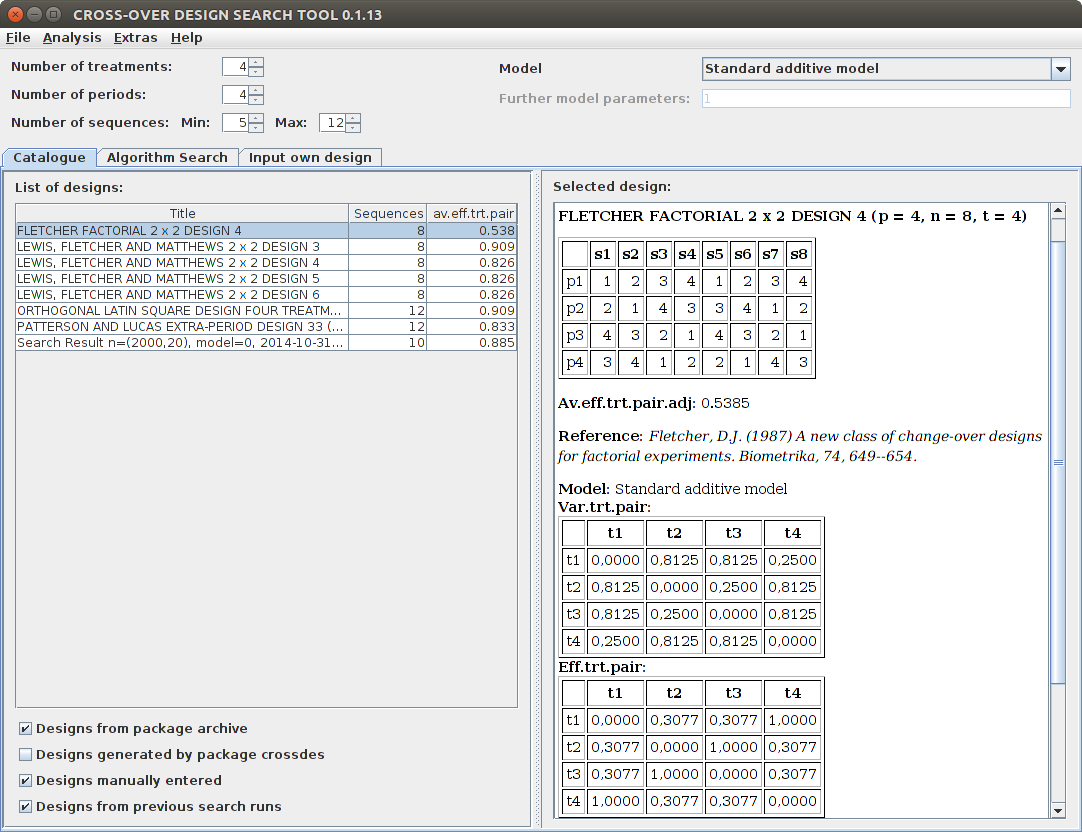 CROSS-OVER DESIGN SEARCH TOOL 0.1.13
File Analysis Extras Help
Number of treatments: 4
Number of periods: 4
Number of sequences: Min: 5 Max: 12
Model Standard additive model
Further model parameters: 1
Catalogue Algorithm Search Input own design
List of designs:
Title Sequences av.eff.trt.pair
FLETCHER FACTORIAL 2 x 2 DESIGN 4 8 0.538
LEWIS, FLETCHER AND MATTHEWS 2 x 2 DESIGN 3 8 0.909
LEWIS, FLETCHER AND MATTHEWS 2 x 2 DESIGN 4 8 0.826
LEWIS, FLETCHER AND MATTHEWS 2 x 2 DESIGN 5 8 0.826
LEWIS, FLETCHER AND MATTHEWS 2 x 2 DESIGN 6 8 0.826
ORTHOGONAL LATIN SQUARE DESIGN FOUR TREATM... 12 0.909
PATTERSON AND LUCAS EXTRA-PERIOD DESIGN 33 (... 12 0.833
Search Result n=(2000,20), model=0, 2014-10-31... 10 0.885
Designs from package archive
Designs generated by package crossdes
Designs manually entered
Designs from previous search runs
Selected design:
FLETCHER FACTORIAL 2 x 2 DESIGN 4 (p = 4, n = 8, t = 4)
s1 s2 s3 s4 s5 s6 s7 s8
p1 1 2 3 4 1 2 3 4
p2 2 1 4 3 3 4 1 2
p3 4 3 2 1 4 3 2 1
p4 3 4 1 2 2 1 4 3
Av.eff.trt.pair.adj: 0.5385
Reference: Fletcher, D.J. (1987) A new class of change-over designs
for factorial experiments. Biometrika, 74, 649--654.
Model: Standard additive model
Var.trt.pair:
t1 t2 t3 t4
t1 0,0000 0,8125 0,8125 0,2500
t2 0,8125 0,0000 0,2500 0,8125
t3 0,8125 0,2500 0,0000 0,8125
t4 0,2500 0,8125 0,8125 0,0000
Eff.trt.pair:
t1 t2 t3 t4
t1 0,0000 0,3077 0,3077 1,0000
t2 0,3077 0,0000 1,0000 0,3077
t3 0,3077 1,0000 0,0000 0,3077
t4 1,0000 0,3077 0,3077 0,0000